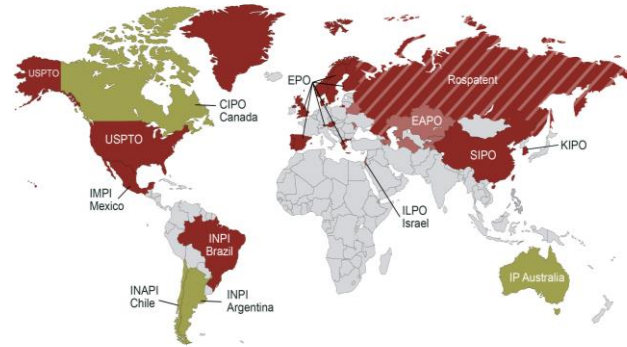 USPTO
CIPO
Canada
USPTO
IMPI
Mexico
INPI
Brazil
INAPI
Chile
INPI
Argentina
EPO
Rospatent
EAPO
SIPO
KIPO
ILPO
Israel
IP Australia